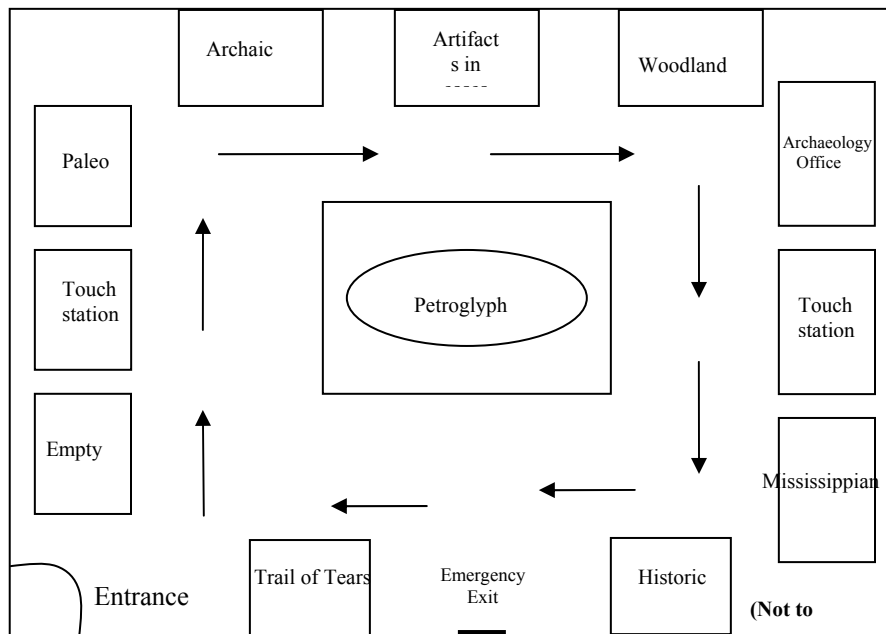 Archaic
Artifact
s in
Woodland
Paleo
Archaeology
Office
Touch
station
Petroglyph
Touch
station
Empty
Mississippian
Entrance
Trail of Tears
Emergency
Exit
Historic
(Not to